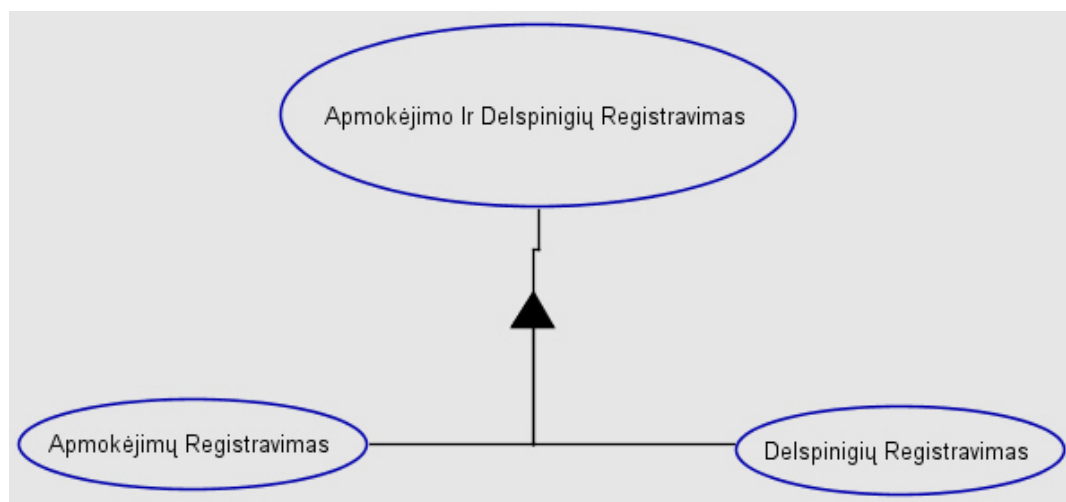 Apmokėjimo Ir Delspinigių Registravimas
Apmokėjimų Registravimas
Delspinigių Registravimas